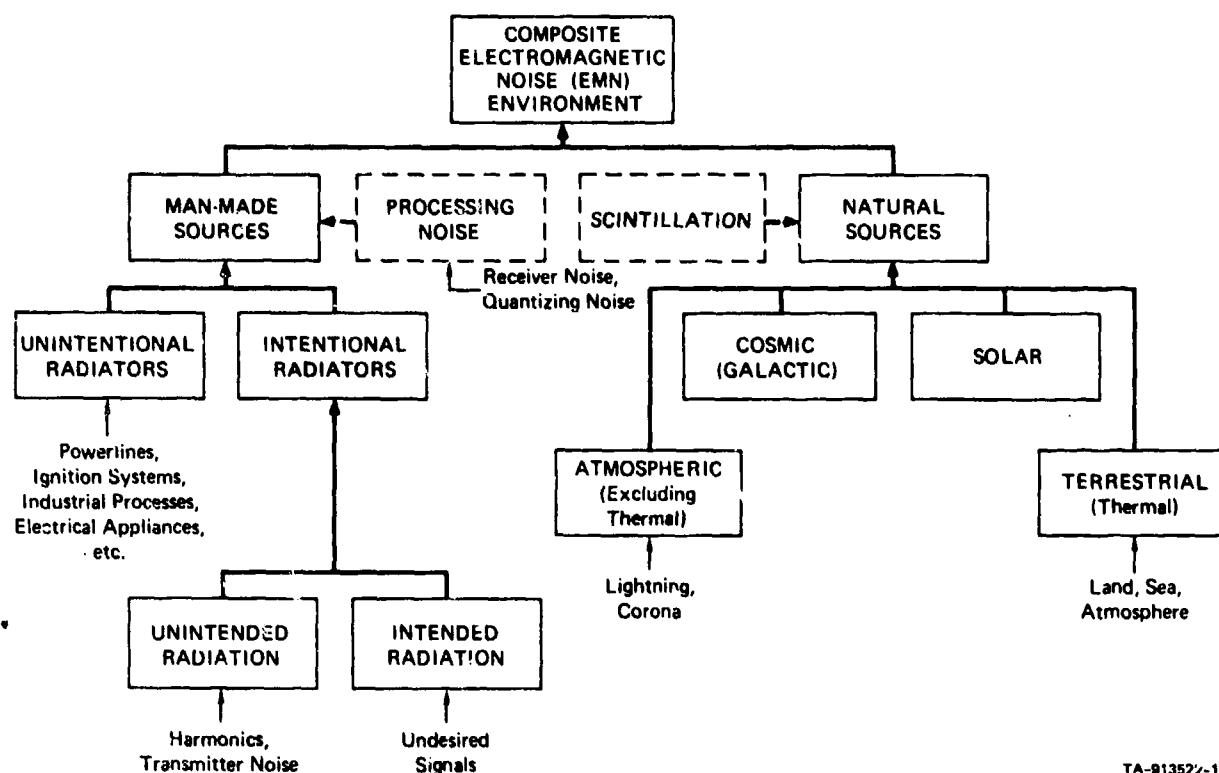 COMPOSITE
ELECTROMAGNETIC
NOISE (EMN)
ENVIRONMENT
MAN-MADE
SOURCES
PROCESSING
NOISE
SCINTILLATION
NATURAL
SOURCES
Receiver Noise,
Quantizing Noise
UNINTENTIONAL
RADIATORS
INTENTIONAL
RADIATORS
COSMIC
(GALACTIC)
SOLAR
Powerlines,
Ignition Systems,
Industrial Processes,
Electrical Appliances,
etc.
ATMOSPHERIC
(Excluding
Thermal)
TERRESTRIAL
(Thermal)
Lightning,
Corona
Land, Sea,
Atmosphere
UNINTENDED
RADIATION
INTENDED
RADIATION
Harmonics,
Transmitter Noise
Undesired
Signals